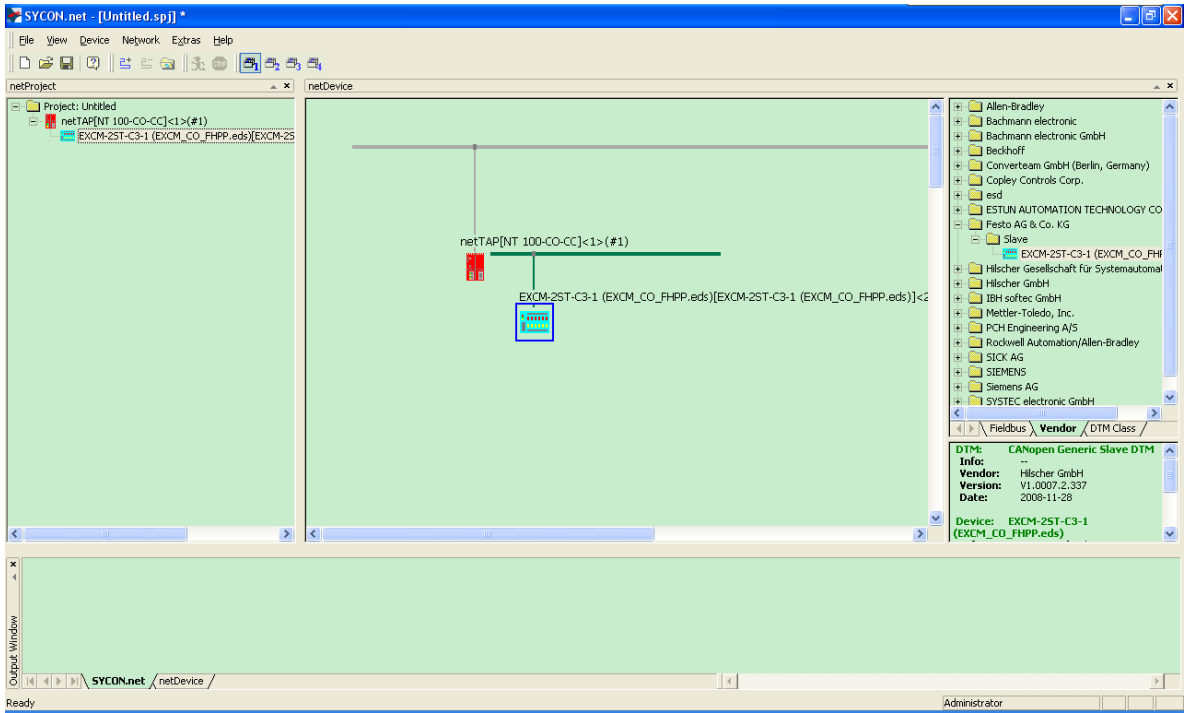 SYCON.net - [Untitled.spj] *
File View Device Network Extras Help
netProject
netDevice
Project: Untitled
netTAP[NT 100-CO-CC]<1>(#1)
EXCM-2ST-C3-1 (EXCM_CO_FHPP.eds)[EXCM-2S
netTAP[NT 100-CO-CC]<1>(#1)
EXCM-2ST-C3-1 (EXCM_CO_FHPP.eds)[EXCM-2ST-C3-1 (EXCM_CO_FHPP.eds)]<2
Allen-Bradley
Bachmann electronic
Bachmann electronic GmbH
Beckhoff
Converteam GmbH (Berlin, Germany)
Copley Controls Corp.
esd
ESTUN AUTOMATION TECHNOLOGY CO
Festo AG & Co. KG
Slave
EXCM-2ST-C3-1 (EXCM_CO_FH
Hilscher Gesellschaft für Systemautomat
Hilscher GmbH
IBH softec GmbH
Mettler-Toledo, Inc.
PCH Engineering A/S
Rockwell Automation/Allen-Bradley
SICK AG
SIEMENS
Siemens AG
SYSTEC electronic GmbH
Fieldbus Vendor DTM Class
DTM: CANopen Generic Slave DTM
Info: --
Vendor: Hilscher GmbH
Version: V1.0007.2.337
Date: 2008-11-28
Device: EXCM-2ST-C3-1
(EXCM_CO_FHPP.eds)
Output Window
SYCON.net netDevice
Ready
Administrator